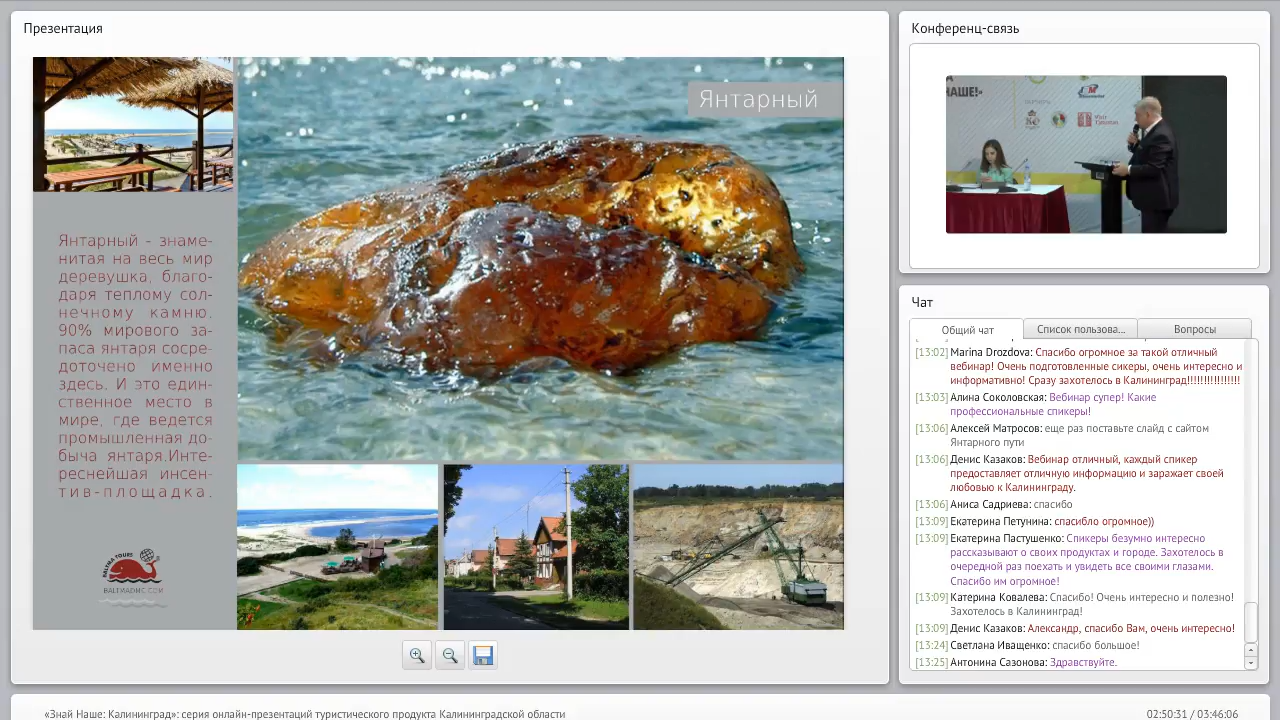 Презентация
Янтарный
Янтарный - знаме-
нитая на весь мир
деревушка, благо-
даря теплому сол-
нечному камню.
90% мирового за-
паса янтаря сосре-
доточено именно
здесь. И это един-
ственное место в
мире, где ведется
промышленная до-
быча янтаря.Инте-
реснейшая инсен-
тив-площадка.
BALTMA TOURS
BALTMADMC.COM
Конференц-связь
НАШЕ!»
Чат
Общий чат
Список пользова...
Вопросы
[13:02] Marina Drozdova: Спасибо огромное за такой отличный
вебинар! Очень подготовленные сикеры, очень интересно и
информативно! Сразу захотелось в Калининград!!!!!!!!!!!!!!!!
[13:03] Алина Соколовская: Вебинар супер! Какие
профессиональные спикеры!
[13:06] Алексей Матросов: еще раз поставьте слайд с сайтом
Янтарного пути
[13:06] Денис Казаков: Вебинар отличный, каждый спикер
предоставляет отличную информацию и заражает своей
любовью к Калининграду.
[13:06] Аниса Садриева: спасибо
[13:09] Екатерина Петунина: спасибло огромное))
[13:09] Екатерина Пастушенко: Спикеры безумно интересно
рассказывают о своих продуктах и городе. Захотелось в
очередной раз поехать и увидеть все своими глазами.
Спасибо им огромное!
[13:09] Катерина Ковалева: Спасибо! Очень интересно и полезно!
Захотелось в Калининград!
[13:09] Денис Казаков: Александр, спасибо Вам, очень интересно!
[13:24] Светлана Иващенко: спасибо большое!
[13:25] Антонина Сазонова: Здравствуйте.
«Знай Наше: Калининград»: серия онлайн-презентаций туристического продукта Калининградской области
02:50:31 / 03:46:06